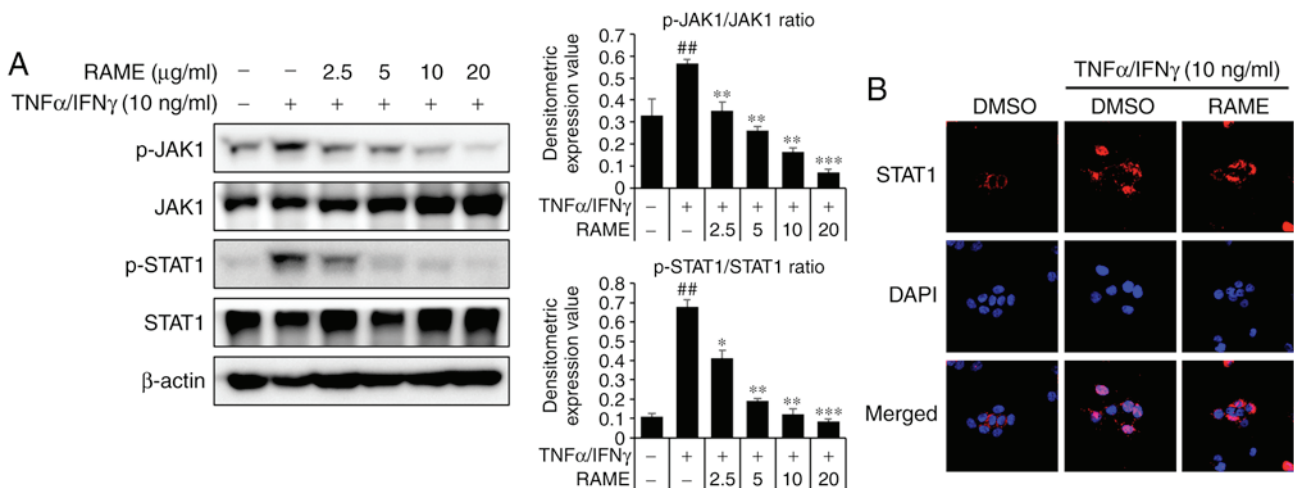 A
RAME (μg/ml) – – 2.5 5 10 20
TNFα/IFNγ (10 ng/ml) – + + + + +
p-JAK1
JAK1
p-STAT1
STAT1
β-actin
p-JAK1/JAK1 ratio
Densitometric
expression value
0.7
0.6
0.5
0.4
0.3
0.2
0.1
0
##
**
**
**
***
TNFα/IFNγ – + + + + +
RAME – – 2.5 5 10 20
p-STAT1/STAT1 ratio
Densitometric
expression value
0.8
0.7
0.6
0.5
0.4
0.3
0.2
0.1
0
##
*
**
**
***
TNFα/IFNγ – + + + + +
RAME – – 2.5 5 10 20
B
TNFα/IFNγ (10 ng/ml)
DMSO DMSO RAME
STAT1
DAPI
Merged